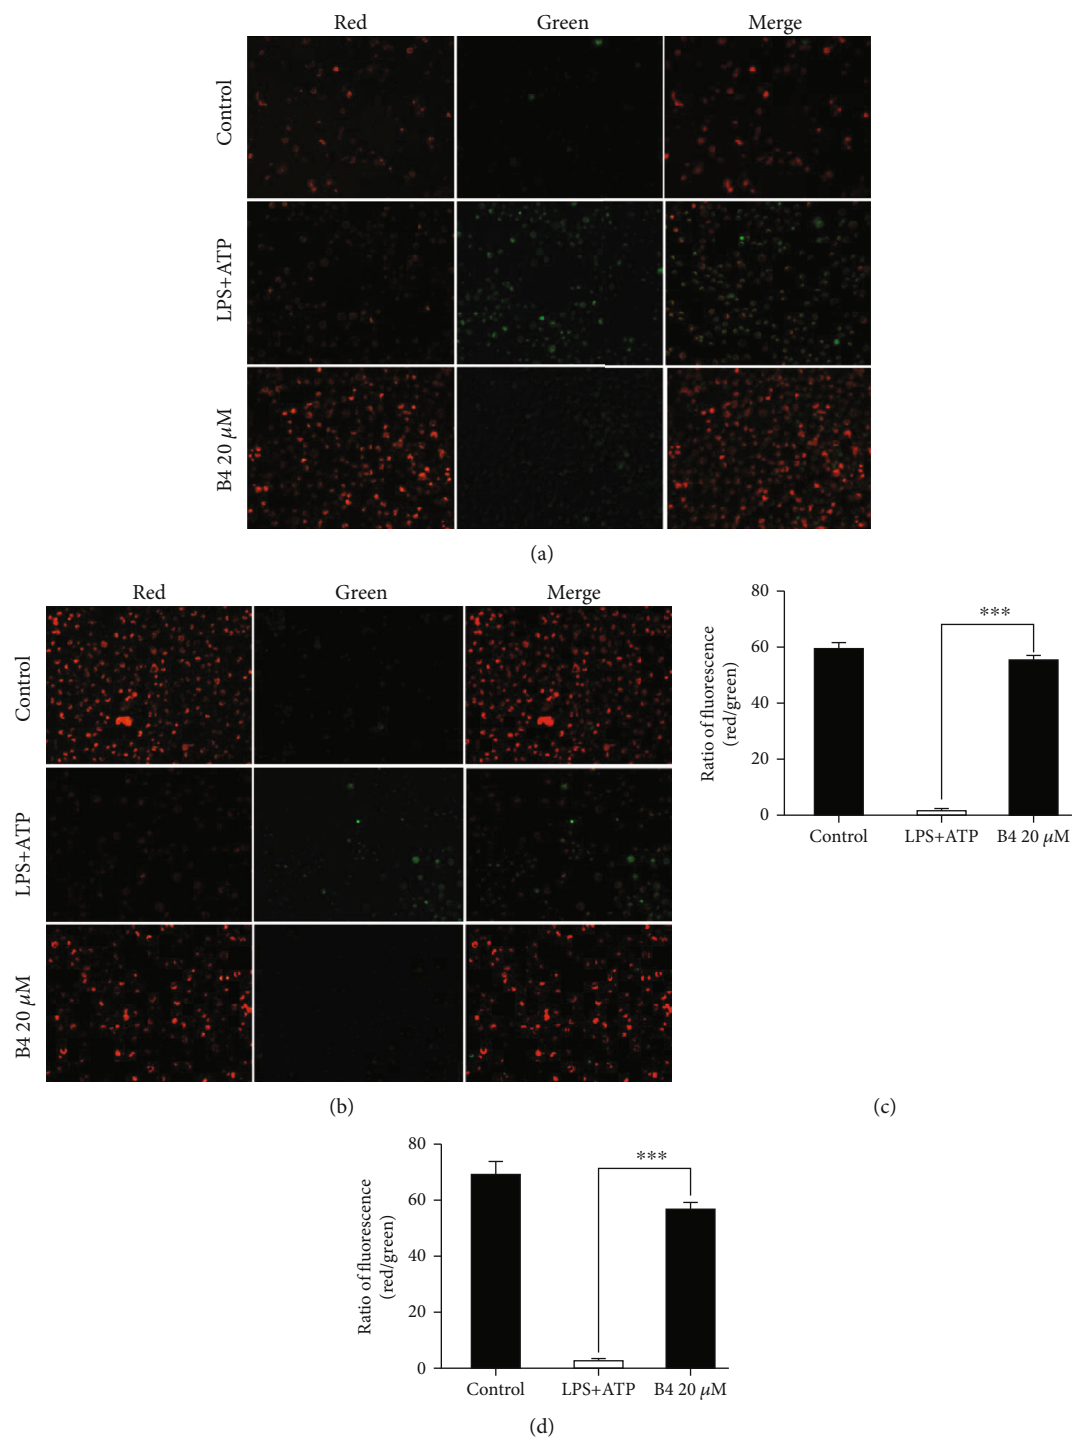 Red Green Merge
Control
LPS+ATP
B4 20 μM
(a)
Red Green Merge
Control
LPS+ATP
B4 20 μM
(b)
80
60
40
20
0
Ratio of fluorescence
(red/green)
***
Control LPS+ATP B4 20 μM
(c)
80
60
40
20
0
Ratio of fluorescence
(red/green)
***
Control LPS+ATP B4 20 μM
(d)